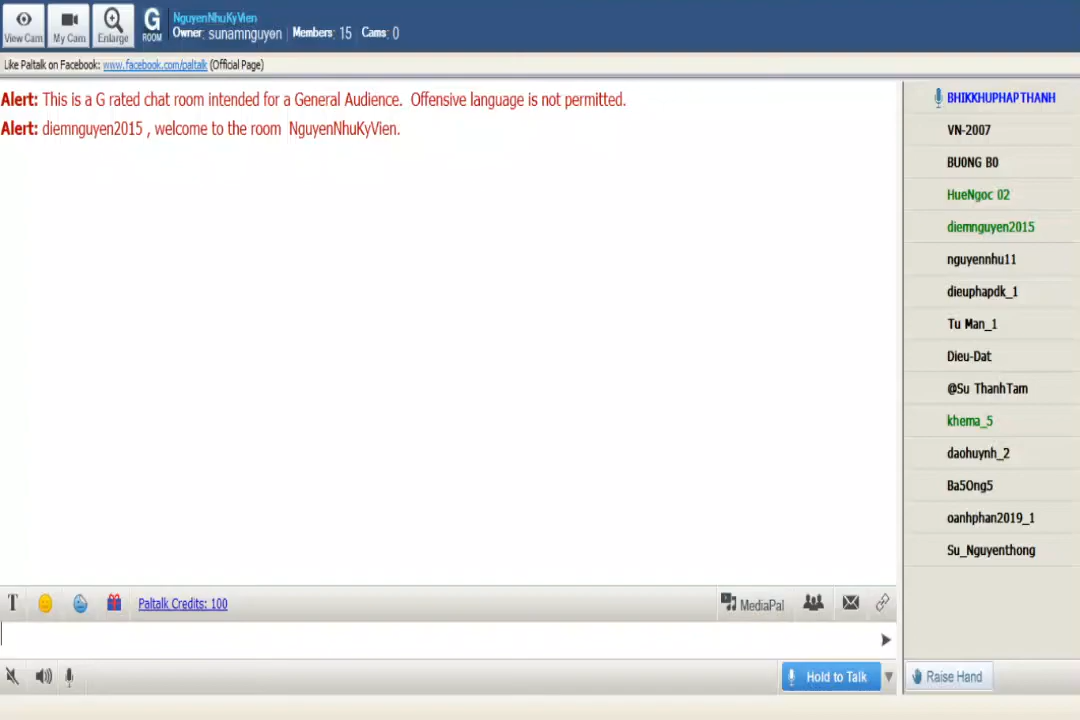 View Cam
My Cam
Enlarge
G
ROOM
NguyenNhuKyVien
Owner: sunamnguyen Members: 15 Cams: 0
Like Paltalk on Facebook: www.facebook.com/paltalk (Official Page)
Alert: This is a G rated chat room intended for a General Audience. Offensive language is not permitted.
Alert: diemnguyen2015 , welcome to the room NguyenNhuKyVien.
BHIKKHUPHAPTHANH
VN-2007
BU0NG B0
HueNgoc 02
diemnguyen2015
nguyennhu11
dieuphapdk_1
Tu Man_1
Dieu-Dat
@Su ThanhTam
khema_5
daohuynh_2
Ba5Ong5
oanhphan2019_1
Su_Nguyenthong
T
Paltalk Credits: 100
MediaPal
Hold to Talk
Raise Hand